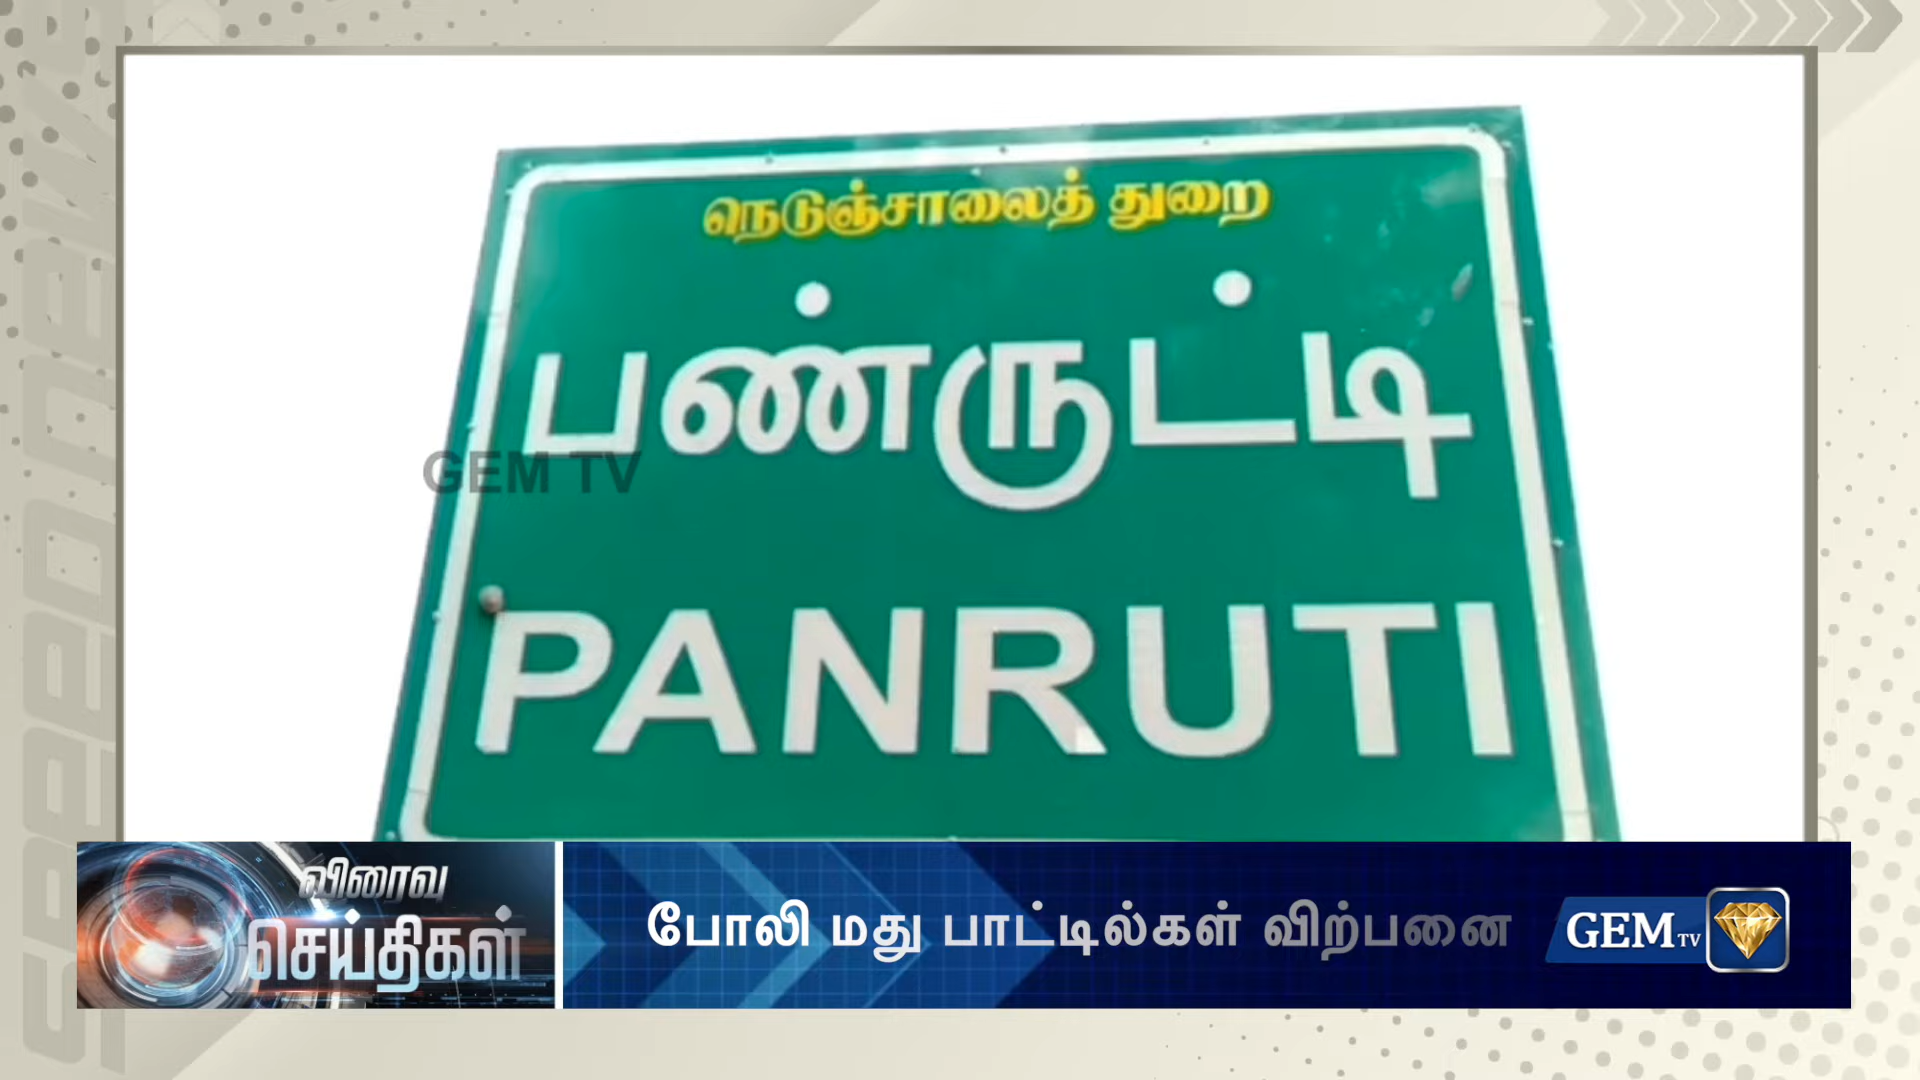 நெடுஞ்சாலைத் துறை
பண்ருட்டி
GEM TV
PANRUTI
விரைவு
செய்திகள்
போலி மது பாட்டில்கள் விற்பனை
GEM TV